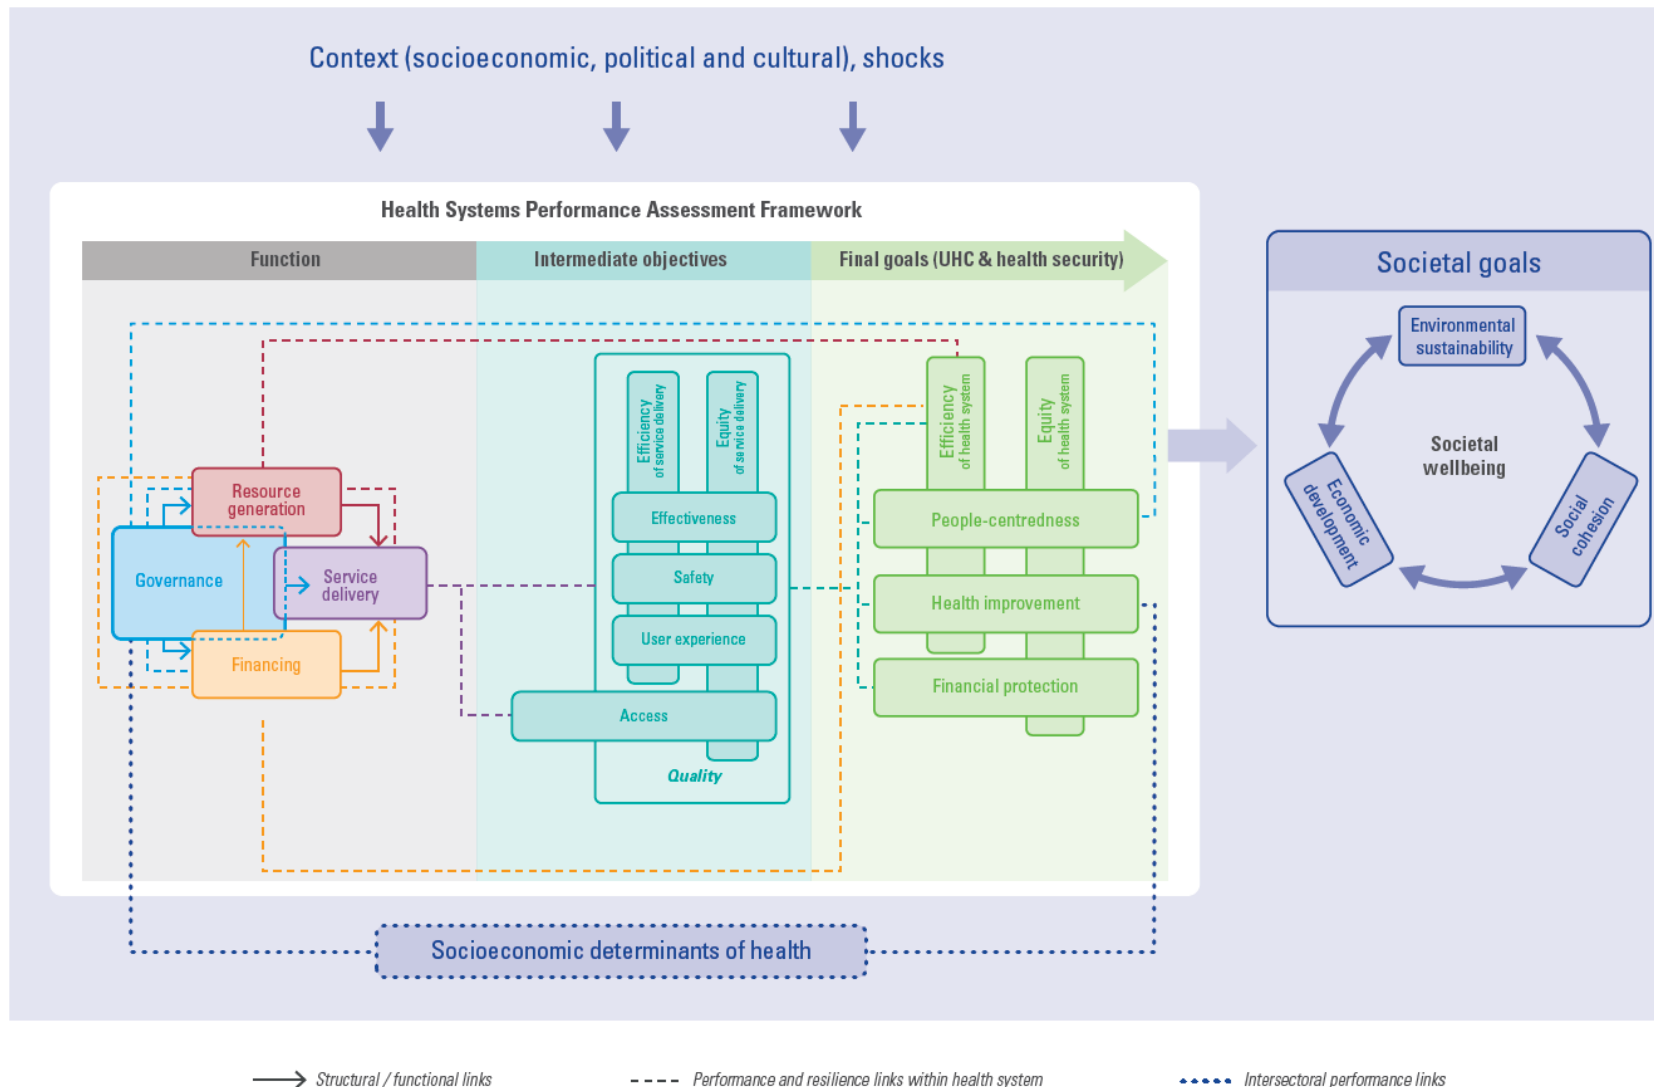 Context (socioeconomic, political and cultural), shocks
Health Systems Performance Assessment Framework
Function
Intermediate objectives
Final goals (UHC & health security)
Resource
generation
Governance
Service
delivery
Financing
Efficiency
of service delivery
Equity
of service delivery
Effectiveness
Safety
User experience
Access
Quality
Efficiency
of health system
Equity
of health system
People-centredness
Health improvement
Financial protection
Societal goals
Environmental
sustainability
Societal
wellbeing
Economic
development
Social
cohesion
Socioeconomic determinants of health
Structural / functional links
Performance and resilience links within health system
Intersectoral performance links